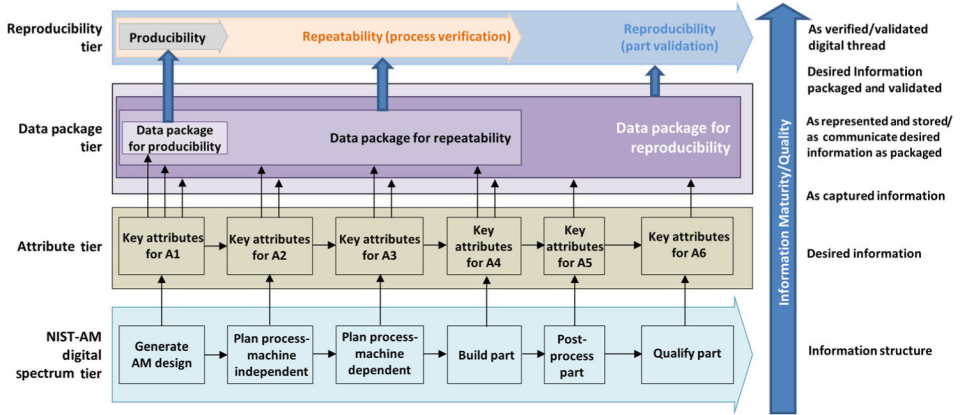 Reproducibility
tier
Producibility
Repeatability (process verification)
Reproducibility
(part validation)
As verified/validated
digital thread
Desired Information
packaged and validated
Data package
tier
Data package
for producibility
Data package for repeatability
Data package for
reproducibility
As represented and stored/
as communicate desired
information as packaged
As captured information
Attribute tier
Key attributes
for A1
Key attributes
for A2
Key attributes
for A3
Key
attributes
for A4
Key
attributes
for A5
Key attributes
for A6
Desired information
NIST-AM
digital
spectrum tier
Generate
AM design
Plan process-
machine
independent
Plan process-
machine
dependent
Build part
Post-
process
part
Qualify part
Information structure
Information Maturity/Quality